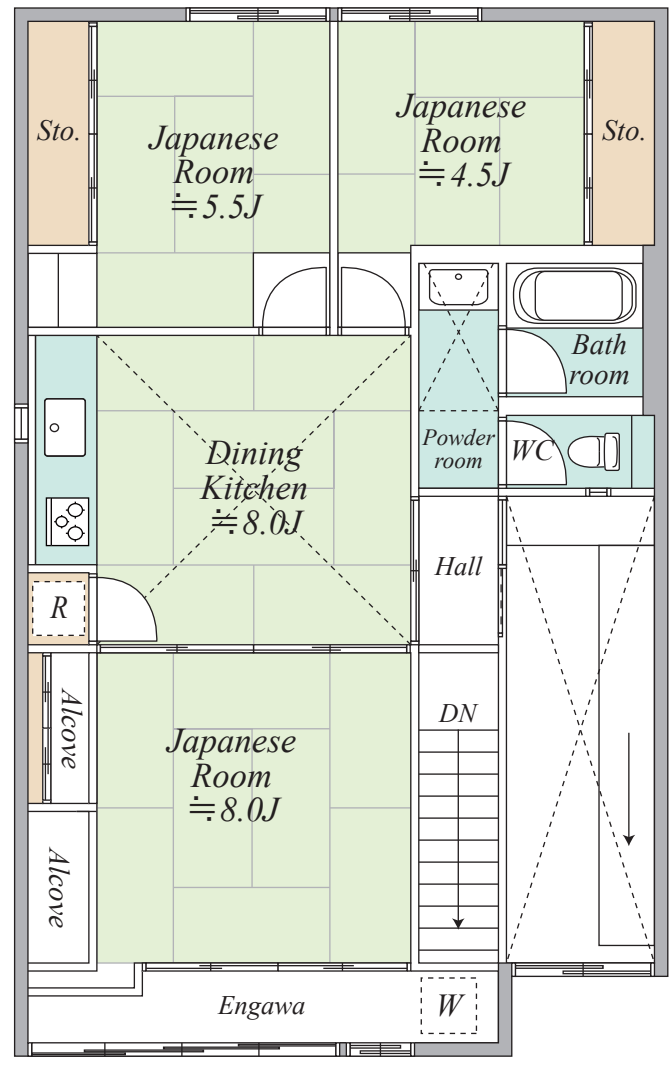 Sto.
Japanese
Room
≒5.5J
Japanese
Room
≒4.5J
Sto.
Bath
room
Powder
room
WC
Dining
Kitchen
≒8.0J
Hall
R
Alcove
DN
Japanese
Room
≒8.0J
Alcove
Engawa
W